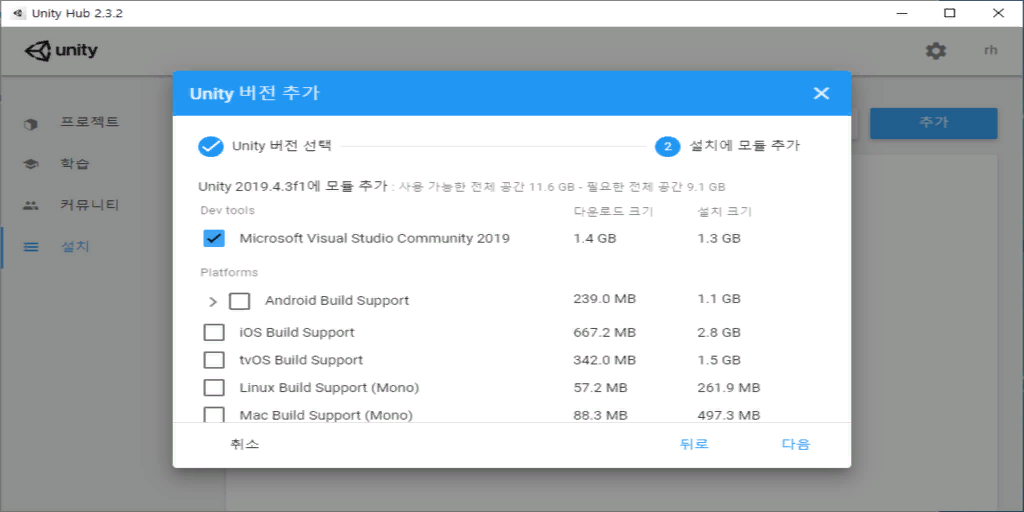 Unity Hub 2.3.2
unity
rh
프로젝트
학습
커뮤니티
설치
추가
Unity 버전 추가
Unity 버전 선택
2 설치에 모듈 추가
Unity 2019.4.3f1에 모듈 추가 : 사용 가능한 전체 공간 11.6 GB - 필요한 전체 공간 9.1 GB
Dev tools 다운로드 크기 설치 크기
Microsoft Visual Studio Community 2019 1.4 GB 1.3 GB
Platforms
Android Build Support 239.0 MB 1.1 GB
iOS Build Support 667.2 MB 2.8 GB
tvOS Build Support 342.0 MB 1.5 GB
Linux Build Support (Mono) 57.2 MB 261.9 MB
Mac Build Support (Mono) 88.3 MB 497.3 MB
취소 뒤로 다음